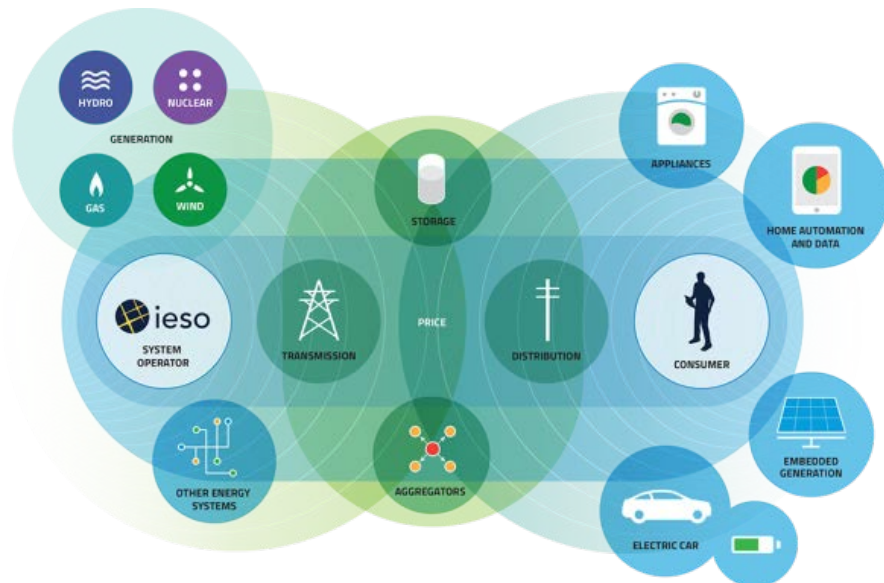 HYDRO
NUCLEAR
GENERATION
GAS
WIND
STORAGE
APPLIANCES
HOME AUTOMATION
AND DATA
ieso
SYSTEM
OPERATOR
TRANSMISSION
PRICE
DISTRIBUTION
CONSUMER
OTHER ENERGY
SYSTEMS
AGGREGATORS
EMBEDDED
GENERATION
ELECTRIC CAR